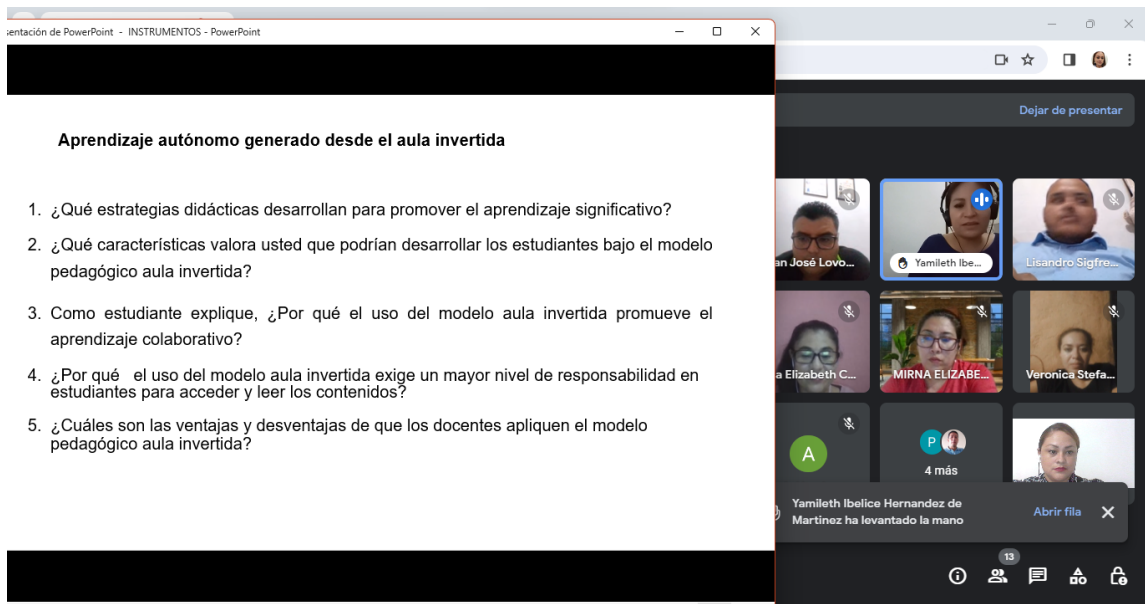 sentación de PowerPoint - INSTRUMENTOS - PowerPoint
Aprendizaje autónomo generado desde el aula invertida
1. ¿Qué estrategias didácticas desarrollan para promover el aprendizaje significativo?
2. ¿Qué características valora usted que podrían desarrollar los estudiantes bajo el modelo
pedagógico aula invertida?
3. Como estudiante explique, ¿Por qué el uso del modelo aula invertida promueve el
aprendizaje colaborativo?
4. ¿Por qué el uso del modelo aula invertida exige un mayor nivel de responsabilidad en
estudiantes para acceder y leer los contenidos?
5. ¿Cuáles son las ventajas y desventajas de que los docentes apliquen el modelo
pedagógico aula invertida?
Dejar de presentar
an José Lovo...
Yamileth Ibe...
Lisandro Sigfre...
a Elizabeth C...
MIRNA ELIZABE...
Veronica Stefa...
A
P
4 más
Yamileth Ibelice Hernandez de
Martinez ha levantado la mano
Abrir fila
13